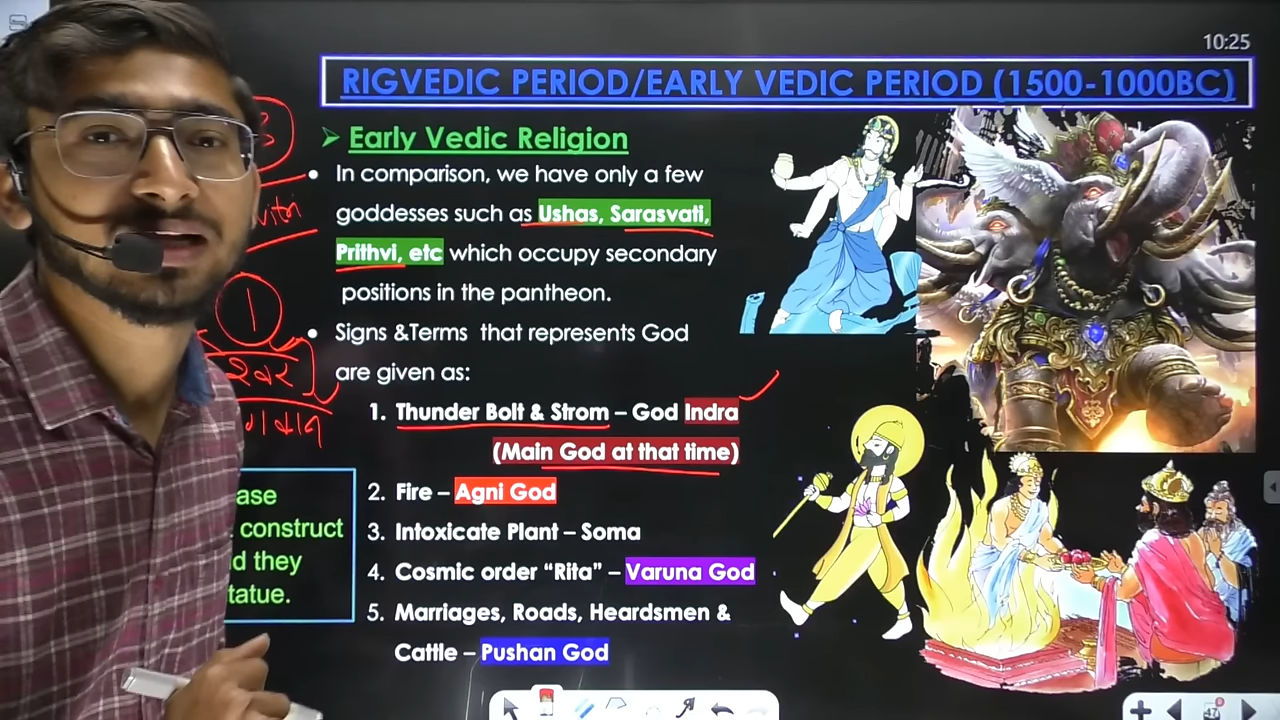 10:25
RIGVEDIC PERIOD/EARLY VEDIC PERIOD (1500-1000BC)
➢ Early Vedic Religion
• In comparison, we have only a few
goddesses such as Ushas, Sarasvati,
Prithvi, etc which occupy secondary
positions in the pantheon.
• Signs &Terms that represents God
are given as:
1. Thunder Bolt & Strom – God Indra
(Main God at that time)
2. Fire – Agni God
3. Intoxicate Plant – Soma
4. Cosmic order “Rita” – Varuna God
5. Marriages, Roads, Heardsmen &
Cattle – Pushan God
construct
they
47